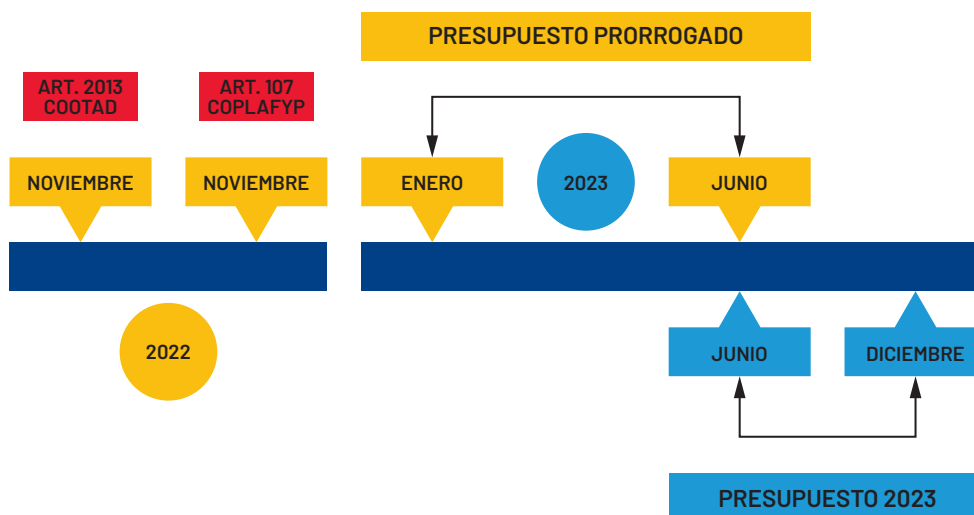 PRESUPUESTO PRORROGADO
ART. 2013
COOTAD
ART. 107
COPLAFYP
NOVIEMBRE
NOVIEMBRE
ENERO
2023
JUNIO
2022
JUNIO
DICIEMBRE
PRESUPUESTO 2023